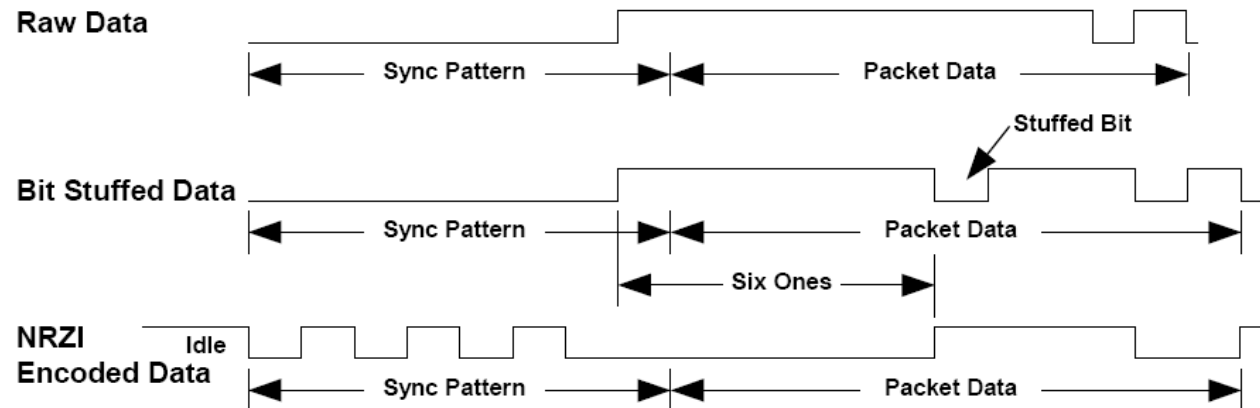 Raw Data
Sync Pattern
Packet Data
Stuffed Bit
Bit Stuffed Data
Sync Pattern
Packet Data
Six Ones
NRZI
Idle
Encoded Data
Sync Pattern
Packet Data